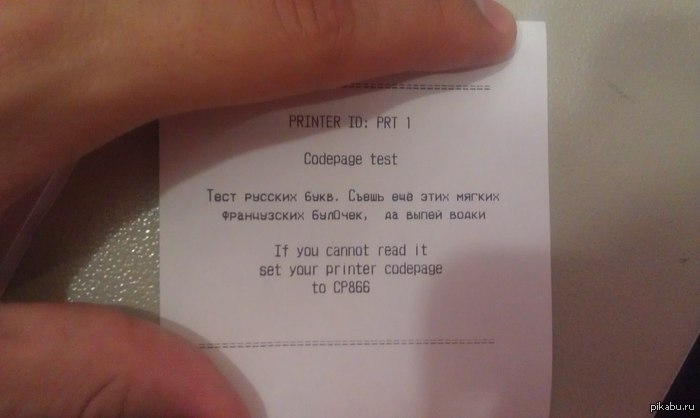 PRINTER ID: PRT 1
Codepage test
Тест русских букв. Съешь ещё этих мягких
французских булОчек, да выпей водки
If you cannot read it
set your printer codepage
to CP866
pikabu.ru